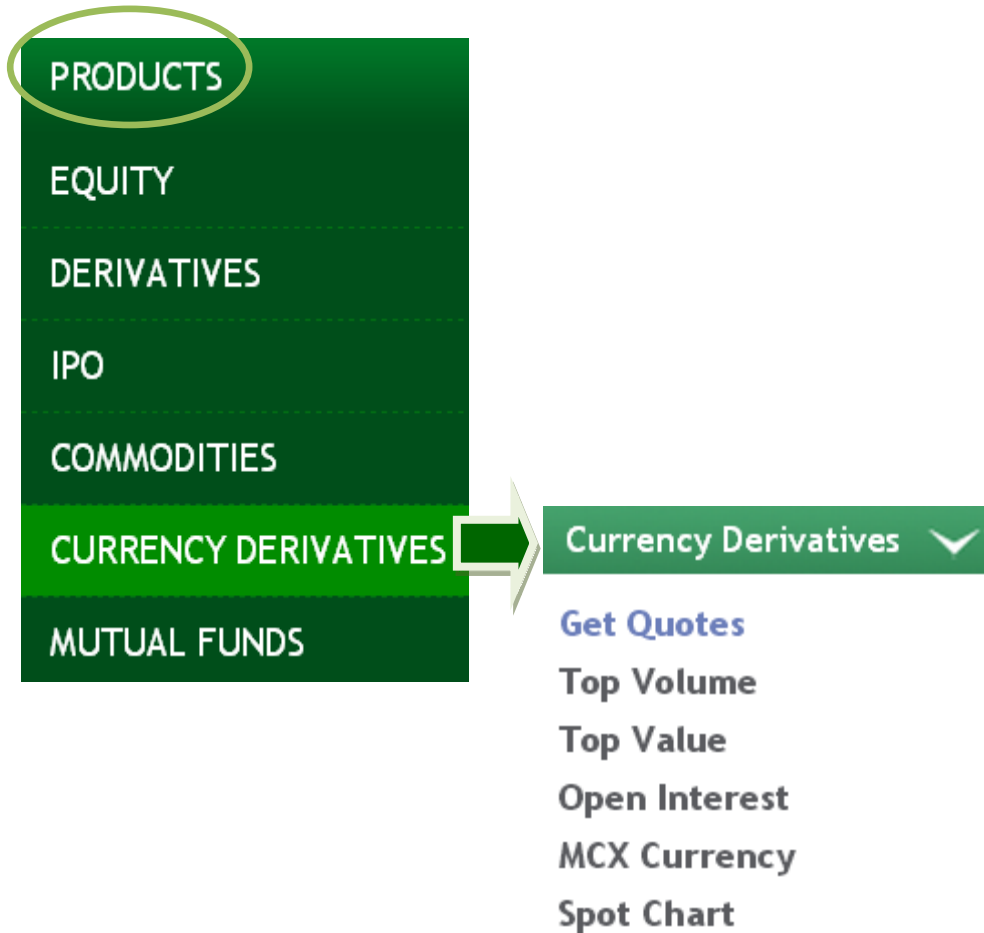 PRODUCTS
EQUITY
DERIVATIVES
IPO
COMMODITIES
CURRENCY DERIVATIVES
MUTUAL FUNDS
Currency Derivatives
Get Quotes
Top Volume
Top Value
Open Interest
MCX Currency
Spot Chart